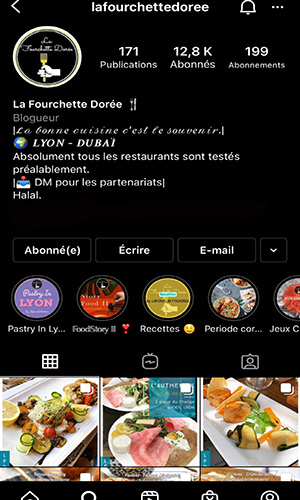 lafourchettedoree
La
Fourchette Dorée
171
12,8 K
199
Publications
Abonnés
Abonnements
La Fourchette Dorée 🍴
Blogueur
|𝓛𝓪 𝓫𝓸𝓷𝓷𝓮 𝓬𝓾𝓲𝓼𝓲𝓷𝓮 𝓬'𝓮𝓼𝓽 𝓵𝓮 𝓼𝓸𝓾𝓿𝓮𝓷𝓲𝓻.|
🌍 𝑳𝒀𝑶𝑵 - 𝑫𝑼𝑩𝑨Ï
Absolument tous les restaurants sont testés
préalablement.
|📩 DM pour les partenariats|
Halal.
Abonné(e)
Écrire
E-mail
Pastry In
LYON
Story
Food II
Pastry In Ly...
𝐅𝐨𝐨𝐝𝐒𝐭𝐨𝐫𝐲 𝐈𝐈 ❣️
Recettes 😋
Periode cor...
Jeux C
L'AUTHE